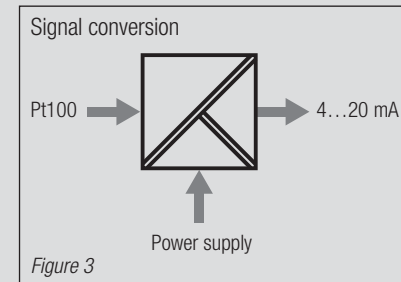 Signal conversion
Pt100
4…20 mA
Power supply
Figure 3